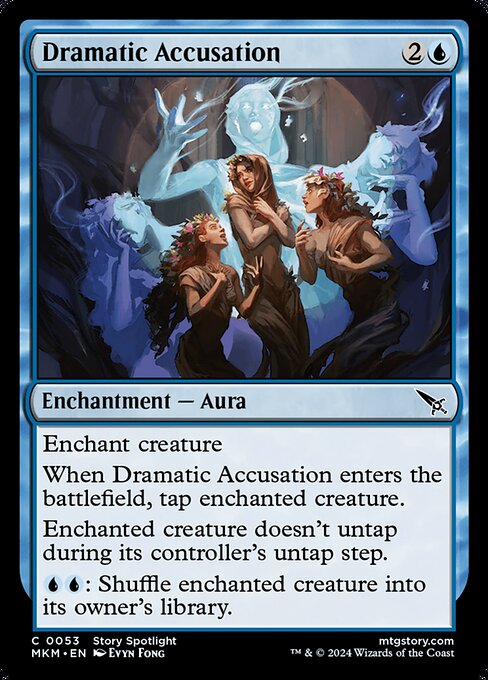 Dramatic Accusation 2
Enchantment — Aura
Enchant creature
When Dramatic Accusation enters the
battlefield, tap enchanted creature.
Enchanted creature doesn't untap
during its controller's untap step.
: Shuffle enchanted creature into
its owner's library.
C 0053 Story Spotlight mtgstory.com
MKM • EN Evyn Fong ™ & © 2024 Wizards of the Coast